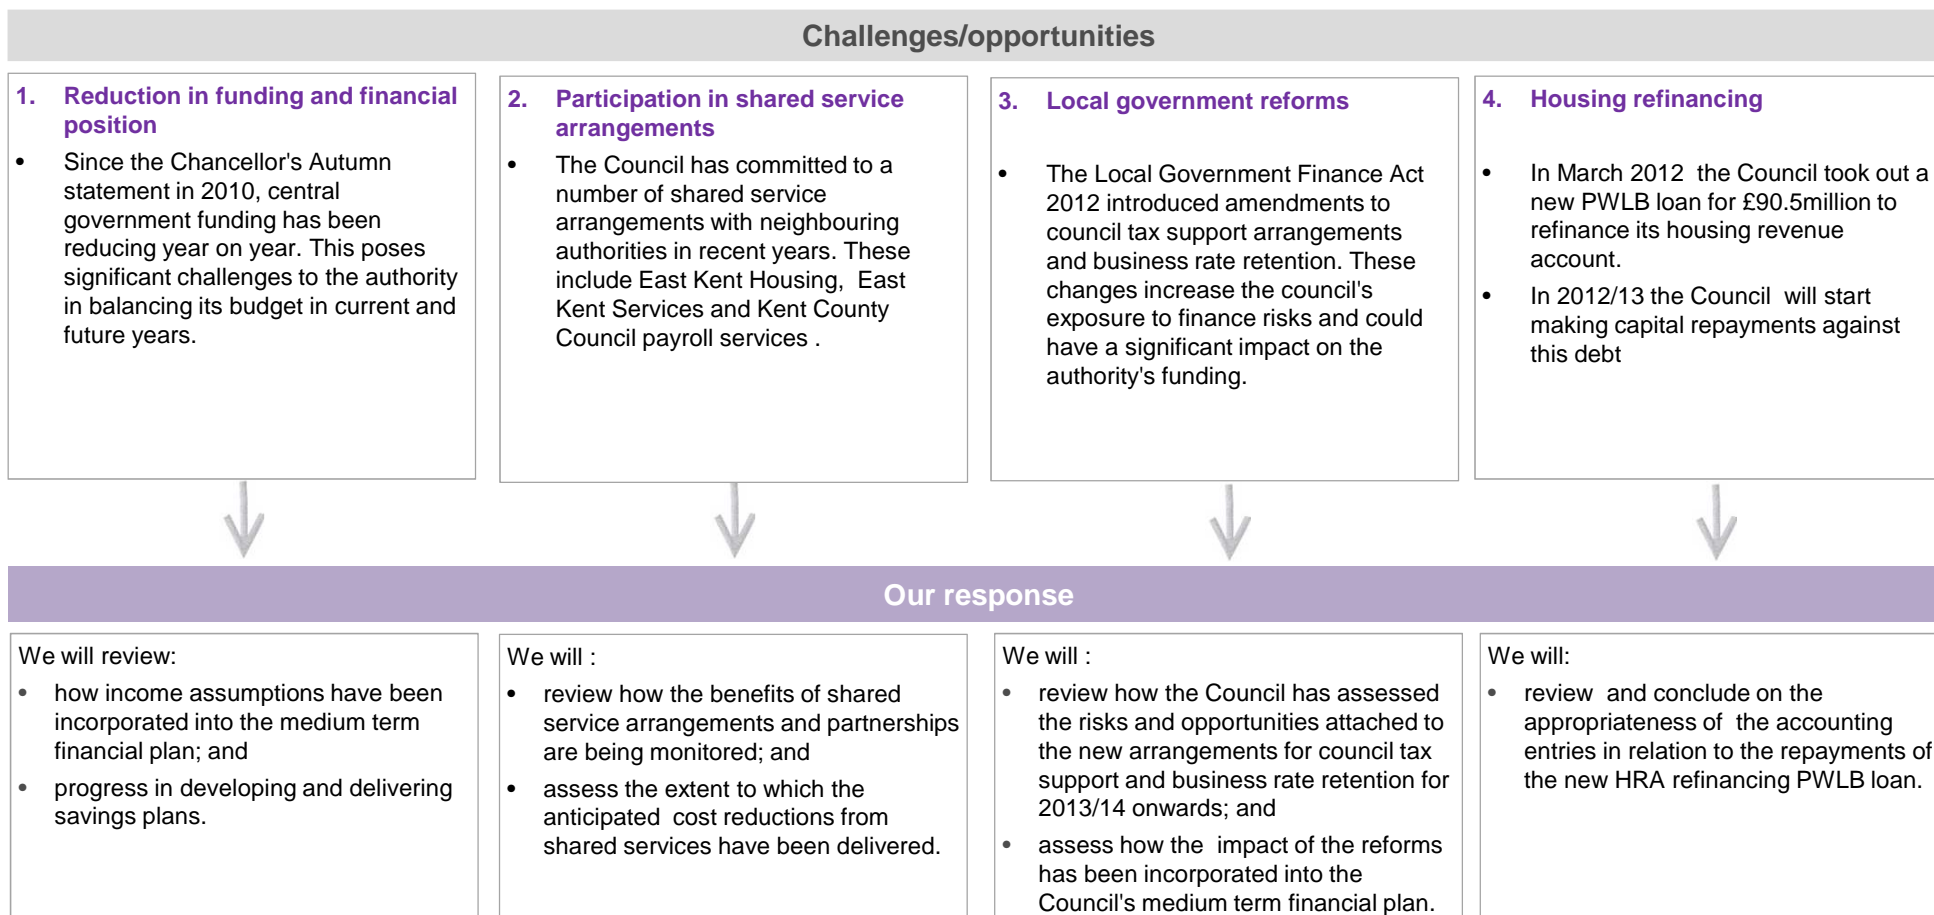 Challenges/opportunities
1. Reduction in funding and financial
position
• Since the Chancellor's Autumn
statement in 2010, central
government funding has been
reducing year on year. This poses
significant challenges to the authority
in balancing its budget in current and
future years.
2. Participation in shared service
arrangements
• The Council has committed to a
number of shared service
arrangements with neighbouring
authorities in recent years. These
include East Kent Housing, East
Kent Services and Kent County
Council payroll services .
3. Local government reforms
• The Local Government Finance Act
2012 introduced amendments to
council tax support arrangements
and business rate retention. These
changes increase the council's
exposure to finance risks and could
have a significant impact on the
authority's funding.
4. Housing refinancing
• In March 2012 the Council took out a
new PWLB loan for £90.5million to
refinance its housing revenue
account.
• In 2012/13 the Council will start
making capital repayments against
this debt
Our response
We will review:
• how income assumptions have been
incorporated into the medium term
financial plan; and
• progress in developing and delivering
savings plans.
We will :
• review how the benefits of shared
service arrangements and partnerships
are being monitored; and
• assess the extent to which the
anticipated cost reductions from
shared services have been delivered.
We will :
• review how the Council has assessed
the risks and opportunities attached to
the new arrangements for council tax
support and business rate retention for
2013/14 onwards; and
• assess how the impact of the reforms
has been incorporated into the
Council's medium term financial plan.
We will:
• review and conclude on the
appropriateness of the accounting
entries in relation to the repayments of
the new HRA refinancing PWLB loan.